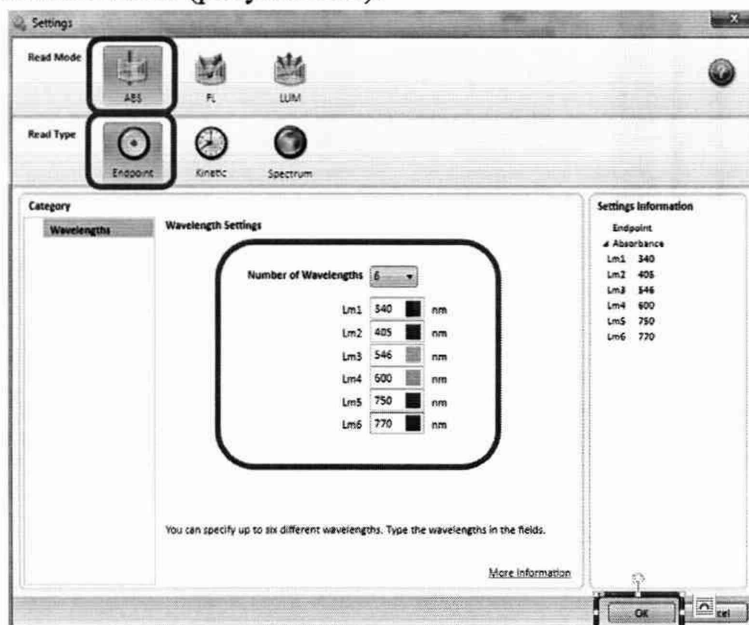 Settings
Read Mode
ABS
FL
LUM
Read Type
Endpoint
Kinetic
Spectrum
Category
Wavelengths
Wavelength Settings
Number of Wavelengths 6
Lm1 340 nm
Lm2 405 nm
Lm3 546 nm
Lm4 600 nm
Lm5 750 nm
Lm6 770 nm
You can specify up to six different wavelengths. Type the wavelengths in the fields.
More Information
Settings Information
Endpoint
Absorbance
Lm1 340
Lm2 405
Lm3 546
Lm4 600
Lm5 750
Lm6 770
OK
cel